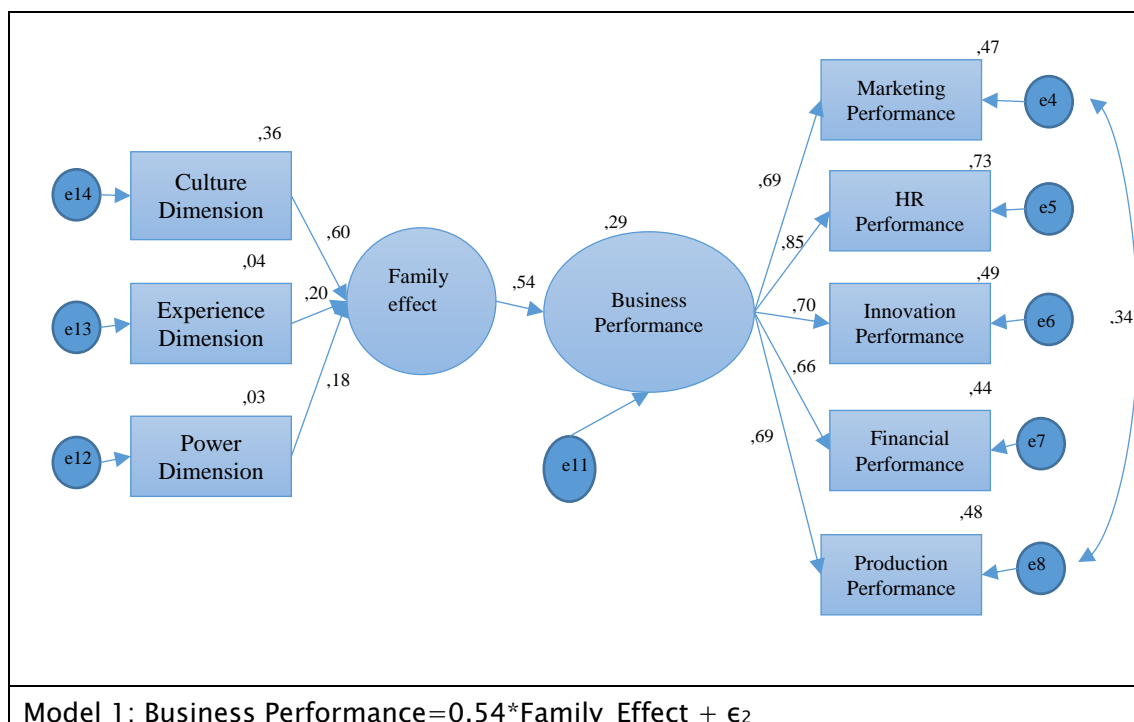 ,47
Marketing
Performance
e4
,36
Culture
Dimension
e14
,69
,73
HR
Performance
e5
,60
,29
,85
,04
Family
effect
,54
Business
Performance
,49
Experience
Dimension
e13
,20
,70
Innovation
Performance
e6
,34
,66
,18
,03
,44
Power
Dimension
e12
,69
Financial
Performance
e7
e11
,48
Production
Performance
e8
Model 1: Business Performance=0.54*Family Effect + ϵ₂